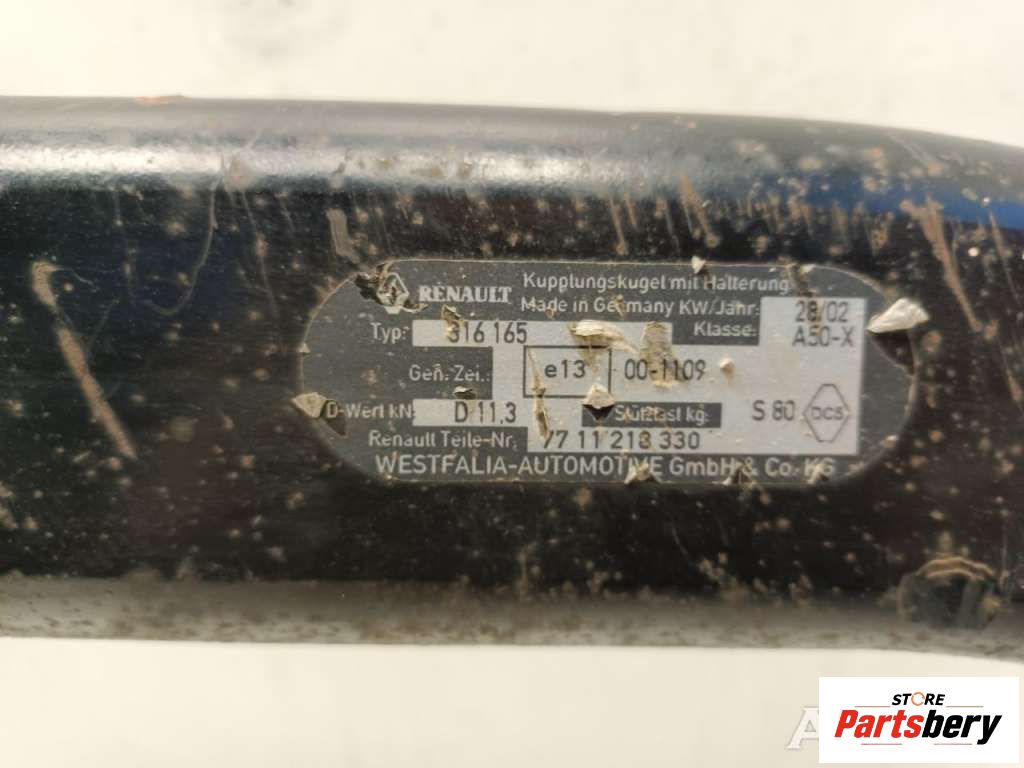 RENAULT Kupplungskugel mit Halterung
Made in Germany KW/Jahr: 28/02
Typ: 316 165 Klasse: A50-X
Gen. Zei.: e13 00-1109
D-Wert kN: D 11,3 Stützlast kg: S 80 bcs
Renault Teile-Nr.: 77 11 218 330
WESTFALIA-AUTOMOTIVE GmbH & Co. KG
STORE
Partsbery